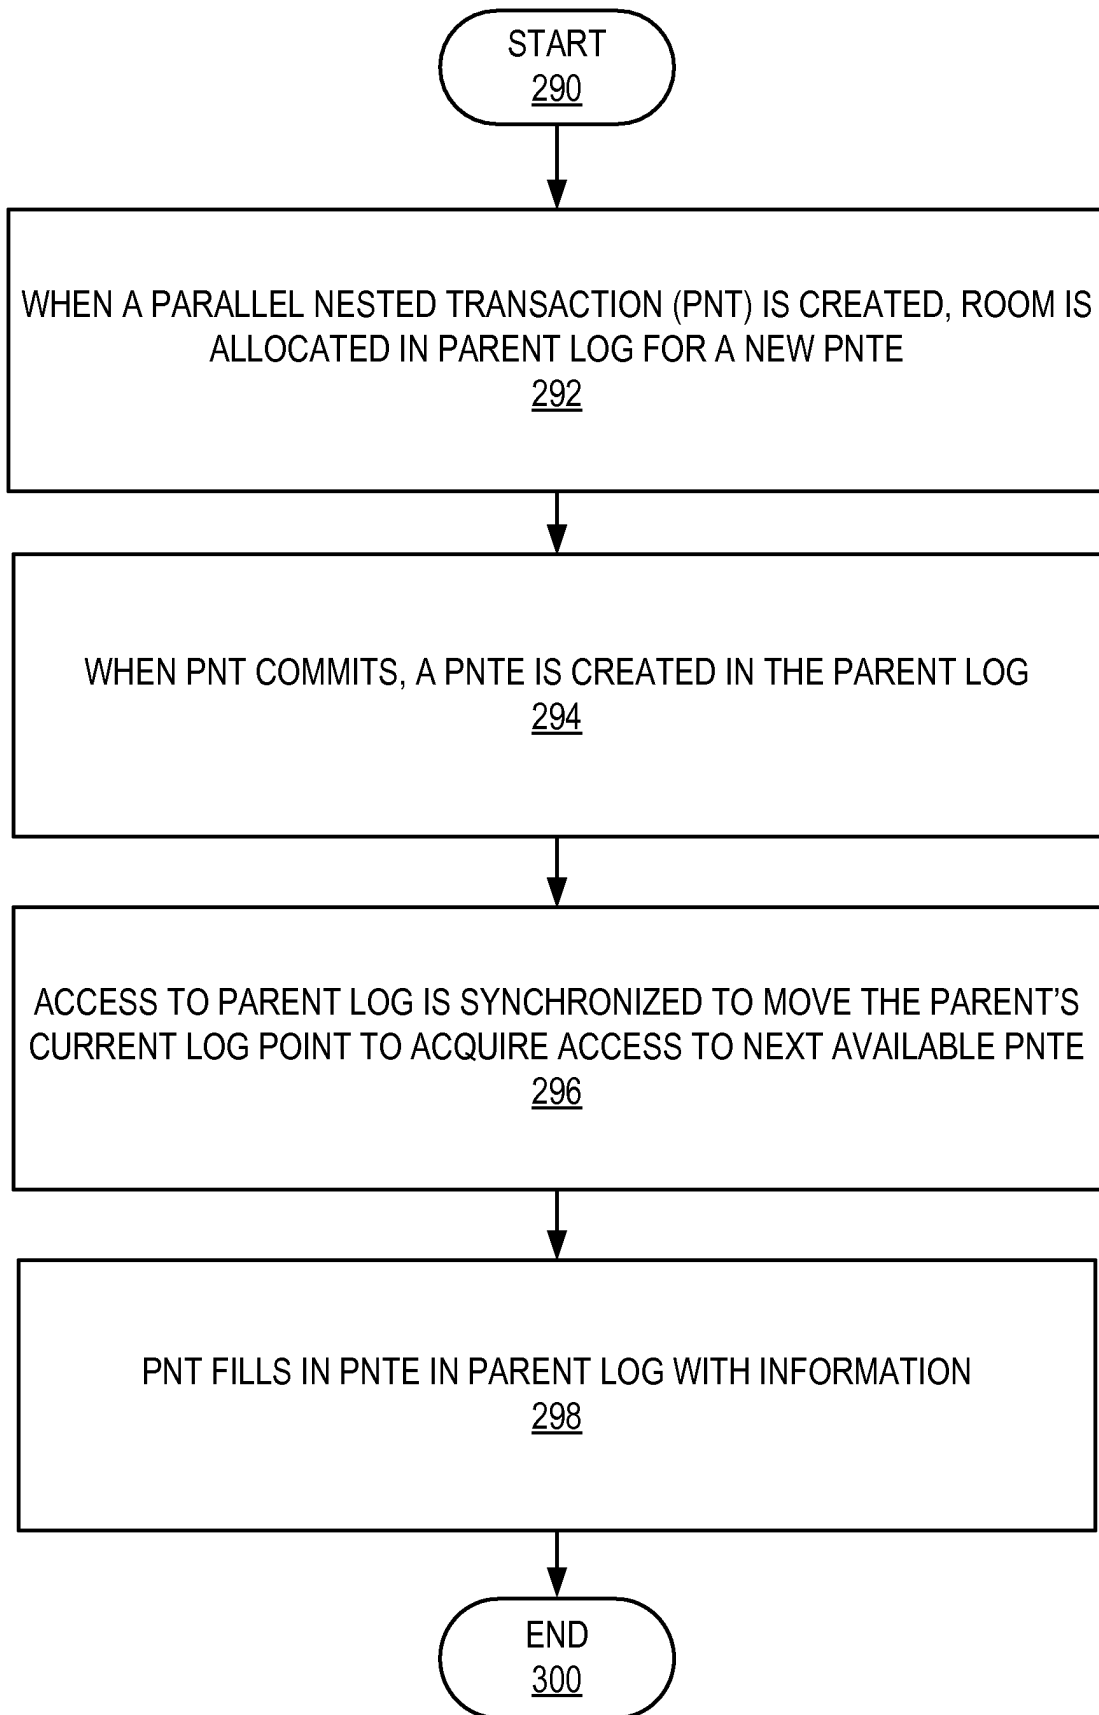 START
290
WHEN A PARALLEL NESTED TRANSACTION (PNT) IS CREATED, ROOM IS
ALLOCATED IN PARENT LOG FOR A NEW PNTE
292
WHEN PNT COMMITS, A PNTE IS CREATED IN THE PARENT LOG
294
ACCESS TO PARENT LOG IS SYNCHRONIZED TO MOVE THE PARENT'S
CURRENT LOG POINT TO ACQUIRE ACCESS TO NEXT AVAILABLE PNTE
296
PNT FILLS IN PNTE IN PARENT LOG WITH INFORMATION
298
END
300